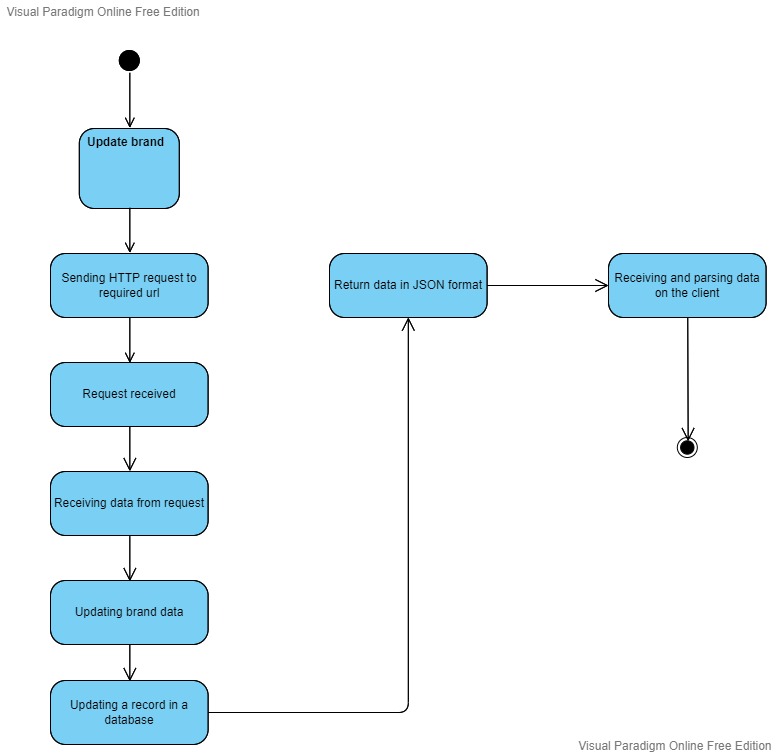 Visual Paradigm Online Free Edition
Update brand
Sending HTTP request to
required url
Request received
Receiving data from request
Updating brand data
Updating a record in a
database
Return data in JSON format
Receiving and parsing data
on the client
Visual Paradigm Online Free Edition